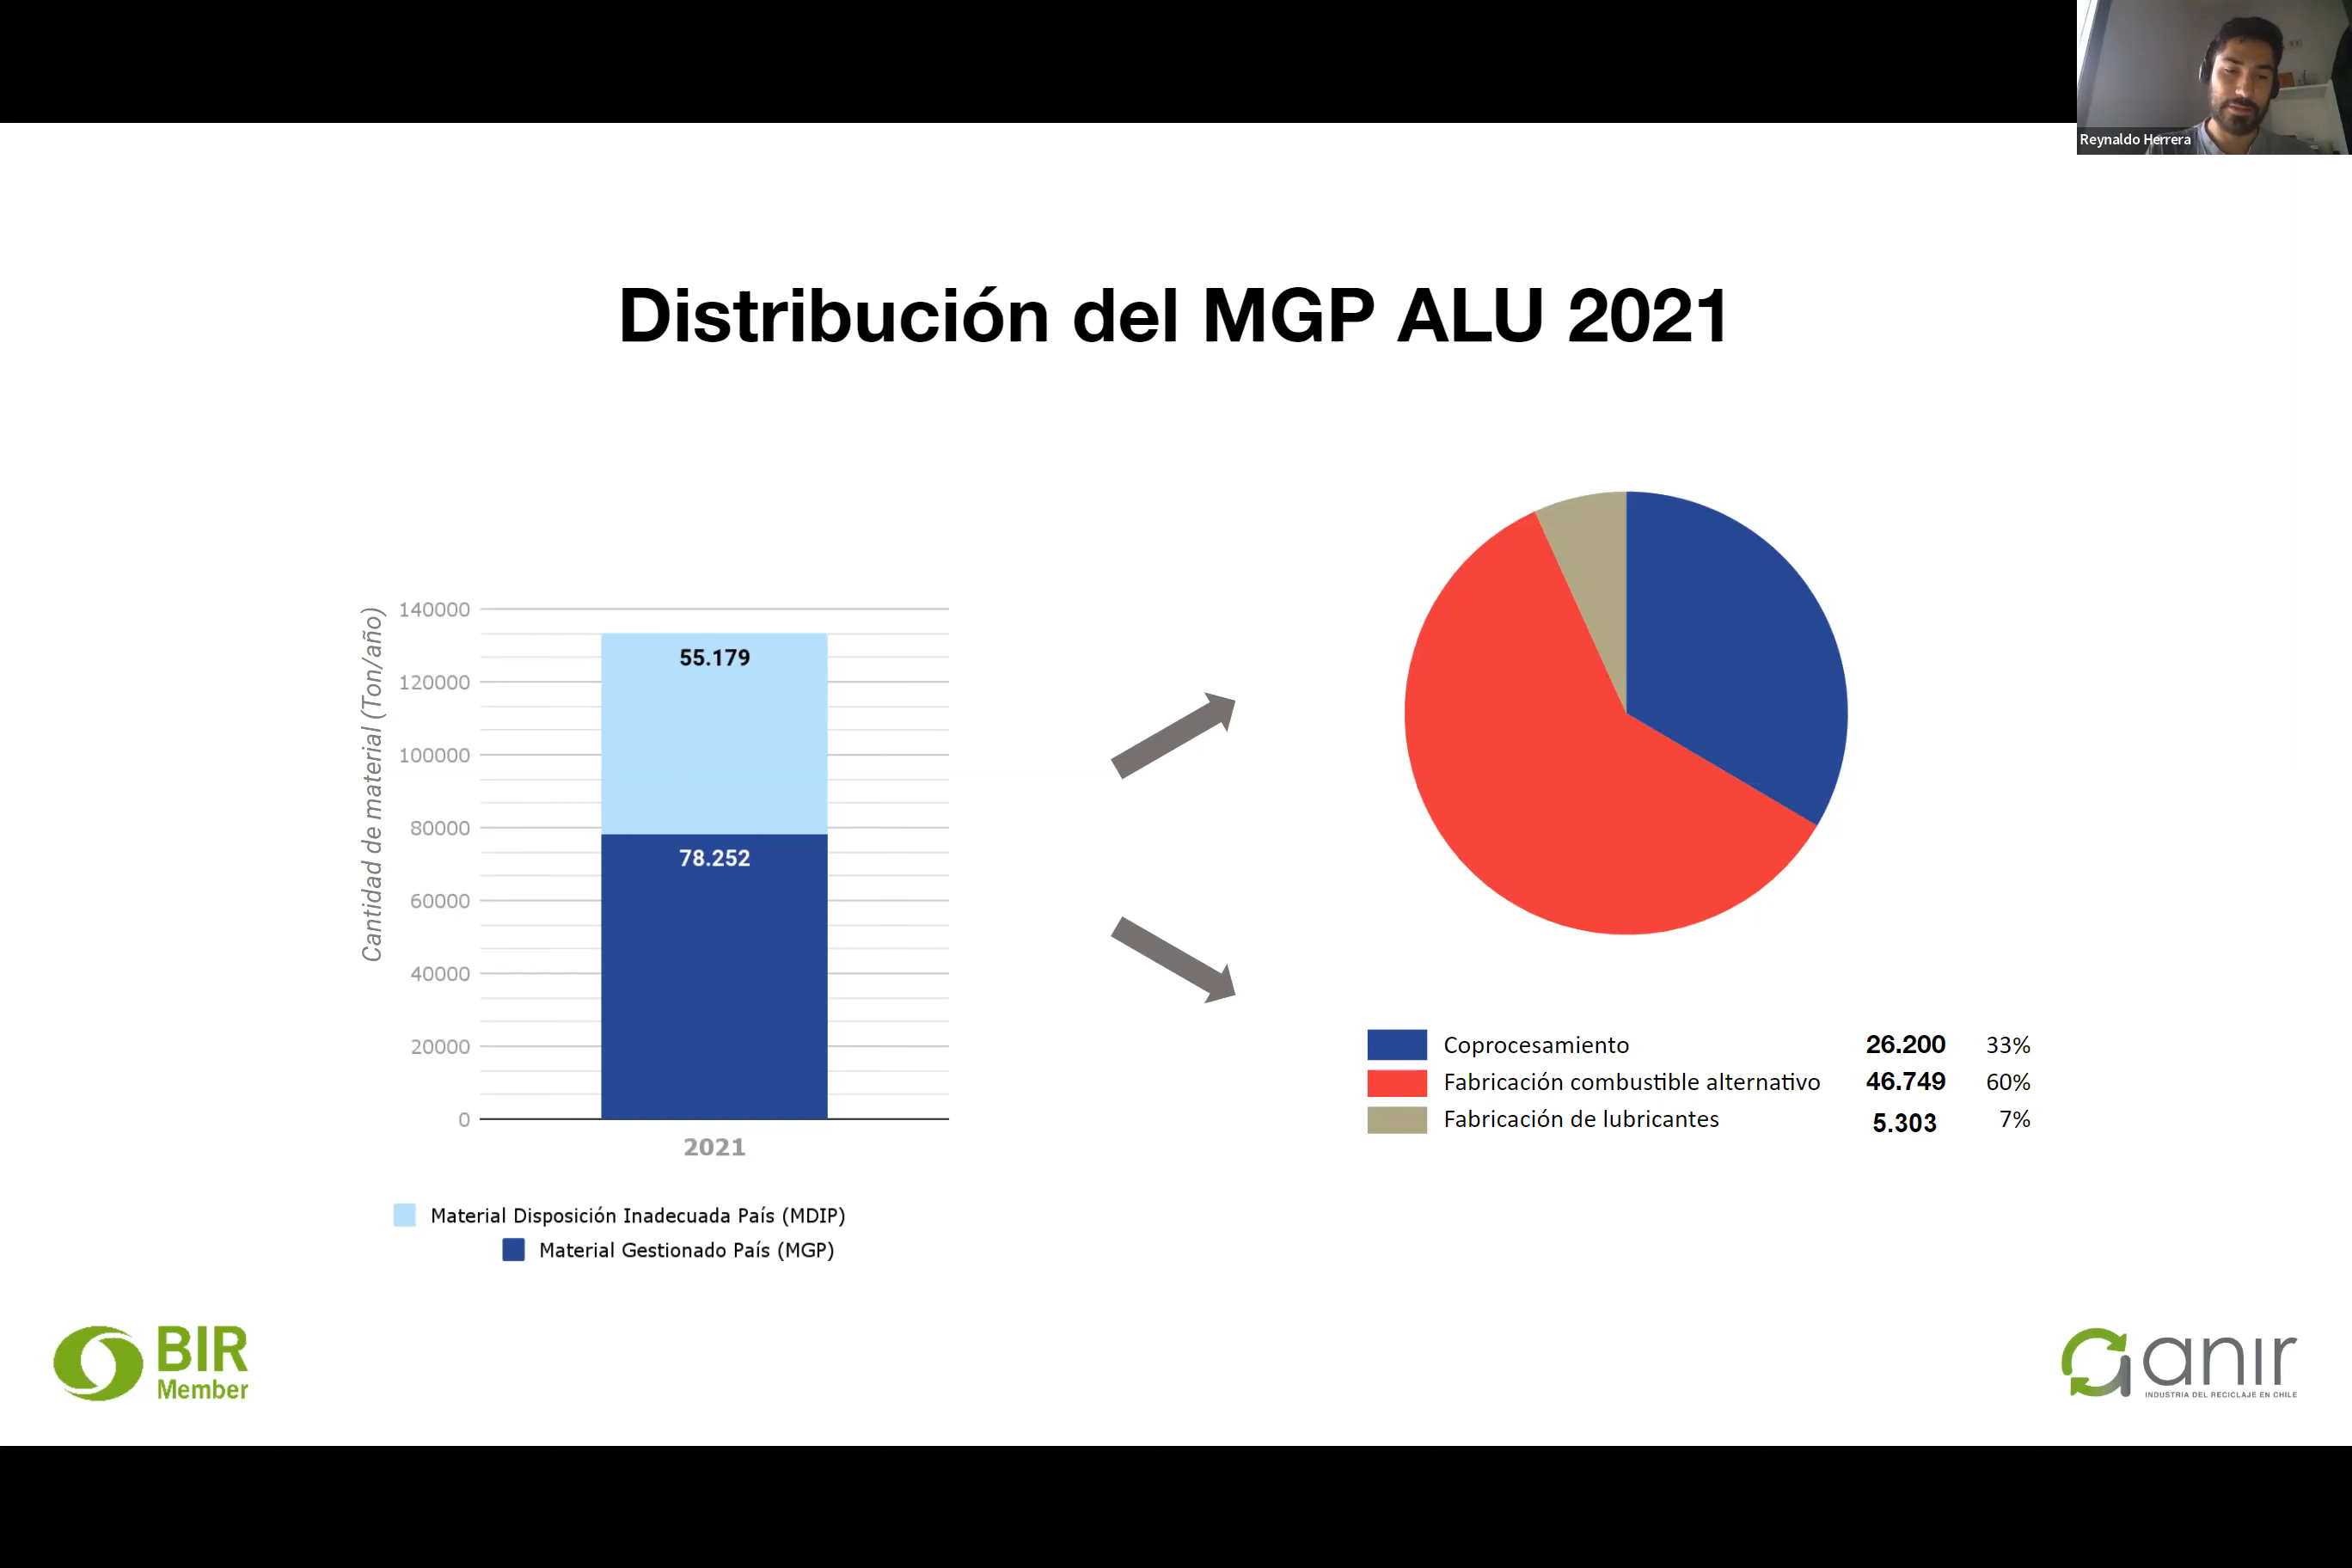 Reynaldo Herrera
Distribución del MGP ALU 2021
Cantidad de material (Ton/año)
140000
120000
100000
80000
60000
40000
20000
0
55.179
78.252
2021
Material Disposición Inadecuada País (MDIP)
Material Gestionado País (MGP)
Coprocesamiento 26.200 33%
Fabricación combustible alternativo 46.749 60%
Fabricación de lubricantes 5.303 7%
BIR
Member
anir
INDUSTRIA DEL RECICLAJE EN CHILE